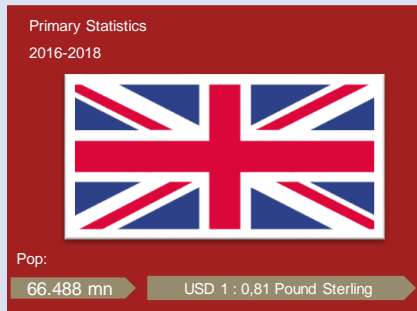 Primary Statistics
2016-2018
Pop:
66.488 mn
USD 1 : 0,81 Pound Sterling